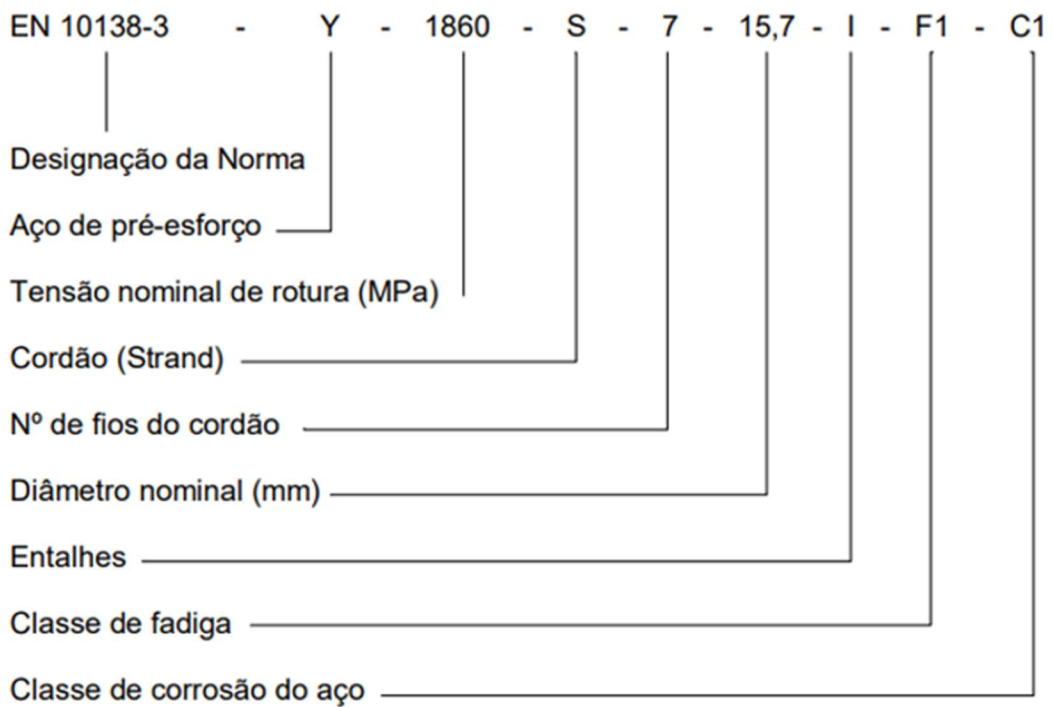 EN 10138-3 - Y - 1860 - S - 7 - 15,7 - I - F1 - C1
Designação da Norma
Aço de pré-esforço
Tensão nominal de rotura (MPa)
Cordão (Strand)
Nº de fios do cordão
Diâmetro nominal (mm)
Entalhes
Classe de fadiga
Classe de corrosão do aço